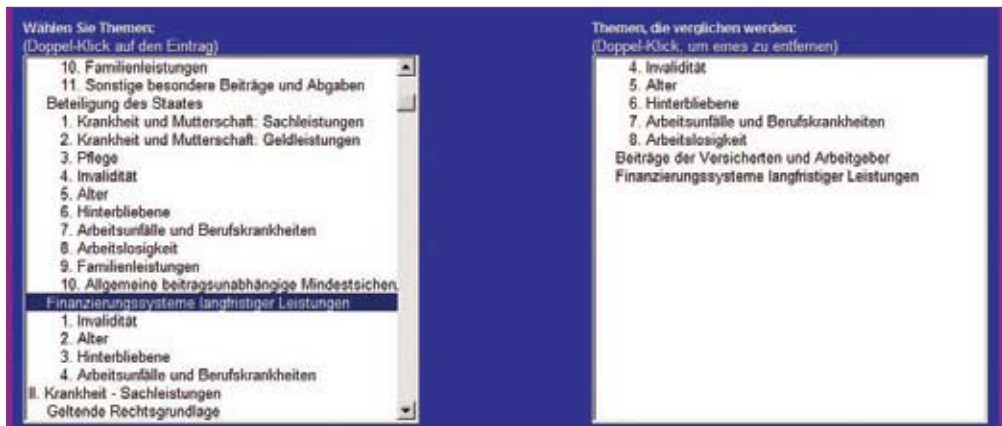 Wählen Sie Themen:
(Doppel-Klick auf den Eintrag)
10. Familienleistungen
11. Sonstige besondere Beiträge und Abgaben
Beteiligung des Staates
1. Krankheit und Mutterschaft: Sachleistungen
2. Krankheit und Mutterschaft: Geldleistungen
3. Pflege
4. Invalidität
5. Alter
6. Hinterbliebene
7. Arbeitsunfälle und Berufskrankheiten
8. Arbeitslosigkeit
9. Familienleistungen
10. Allgemeine beitragsunabhängige Mindestsichen
Finanzierungssysteme langfristiger Leistungen
1. Invalidität
2. Alter
3. Hinterbliebene
4. Arbeitsunfälle und Berufskrankheiten
II. Krankheit - Sachleistungen
Geltende Rechtsgrundlage
Themen, die verglichen werden:
(Doppel-Klick, um eines zu entfernen)
4. Invalidität
5. Alter
6. Hinterbliebene
7. Arbeitsunfälle und Berufskrankheiten
8. Arbeitslosigkeit
Beiträge der Versicherten und Arbeitgeber
Finanzierungssysteme langfristiger Leistungen